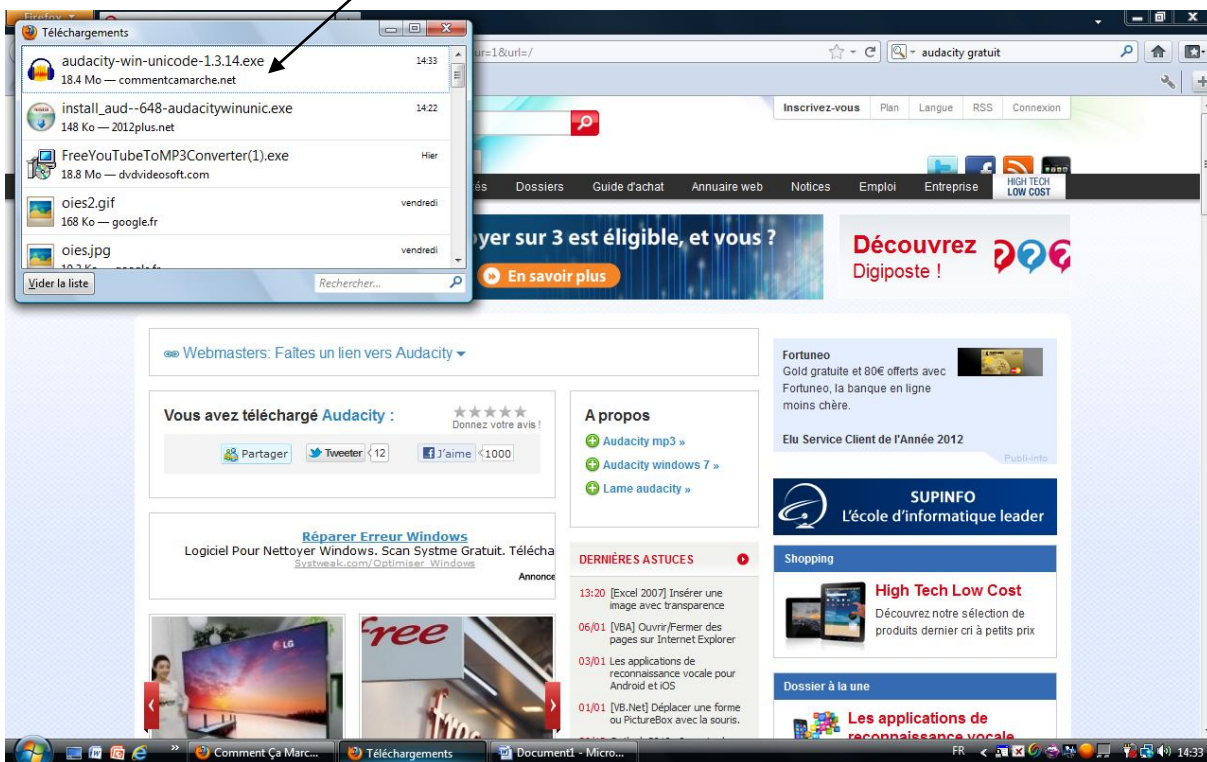 Firefox
Téléchargements
audacity-win-unicode-1.3.14.exe 14:33
18.4 Mo — commentcamarche.net
install_aud--648-audacitywinunic.exe 14:22
148 Ko — 2012plus.net
FreeYouTubeToMP3Converter(1).exe Hier
18.8 Mo — dvdvideosoft.com
oies2.gif vendredi
168 Ko — google.fr
oies.jpg vendredi
Vider la liste
Rechercher...
ur=1&url=/
audacity gratuit
Inscrivez-vous Plan Langue RSS Connexion
és Dossiers Guide d'achat Annuaire web Notices Emploi Entreprise HIGH TECH
LOW COST
yer sur 3 est éligible, et vous ?
En savoir plus
Découvrez
Digiposte !
Webmasters: Faîtes un lien vers Audacity
Vous avez téléchargé Audacity :
Donnez votre avis !
Partager Tweeter 12 J'aime 1000
A propos
Audacity mp3 »
Audacity windows 7 »
Lame audacity »
Fortuneo
Gold gratuite et 80€ offerts avec
Fortuneo, la banque en ligne
moins chère.
Elu Service Client de l'Année 2012
Publi-info
SUPINFO
L'école d'informatique leader
Réparer Erreur Windows
Logiciel Pour Nettoyer Windows. Scan Systme Gratuit. Télécha
Systweak.com/Optimiser_Windows
Annonce
LG
free
free
DERNIÈRES ASTUCES
13:20 [Excel 2007] Insérer une
image avec transparence
06/01 [VBA] Ouvrir/Fermer des
pages sur Internet Explorer
03/01 Les applications de
reconnaissance vocale pour
Android et iOS
01/01 [VB.Net] Déplacer une forme
ou PictureBox avec la souris.
Shopping
High Tech Low Cost
Découvrez notre sélection de
produits dernier cri à petits prix
Dossier à la une
Les applications de
reconnaissance vocale
Comment Ça Marc...
Téléchargements
Document1 - Micro...
FR
14:33